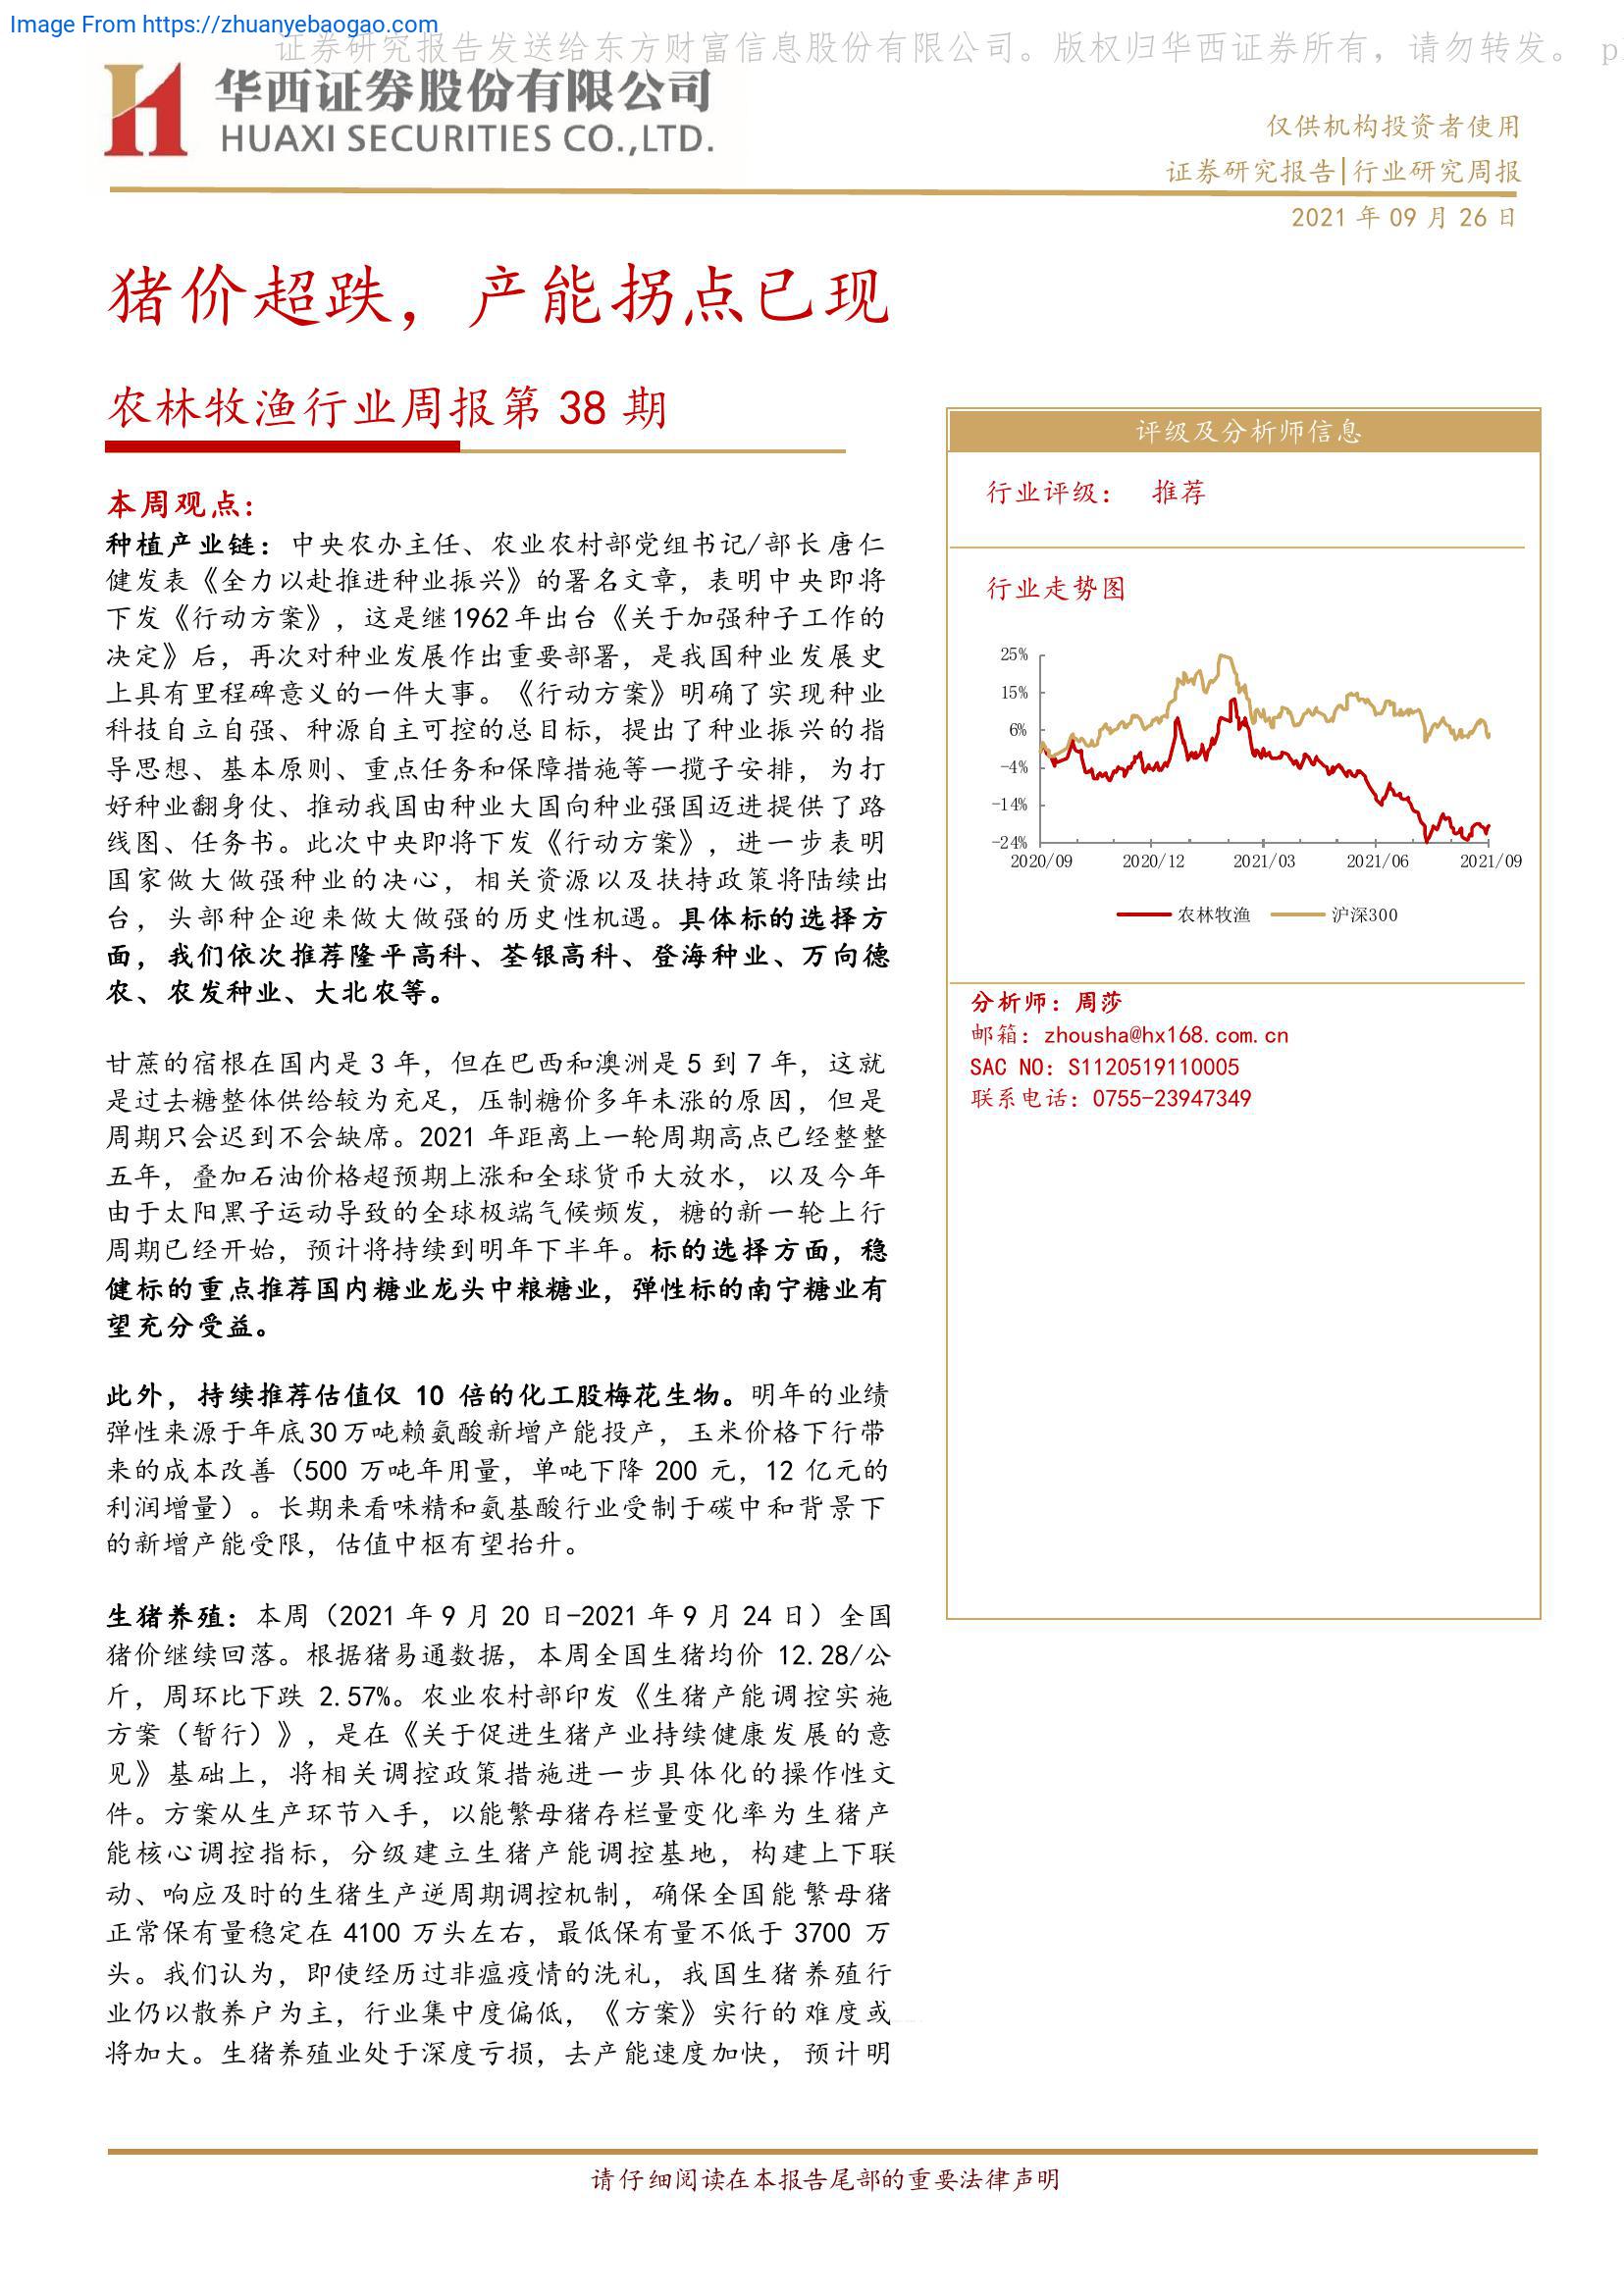 Image From https://zhuanyebaogao.com
证券研究报告发送给东方财富信息股份有限公司。版权归华西证券所有，请勿转发。 p
华西证券股份有限公司
HUAXI SECURITIES CO.,LTD.
仅供机构投资者使用
证券研究报告|行业研究周报
2021 年 09 月 26 日
猪价超跌，产能拐点已现
农林牧渔行业周报第 38 期
本周观点：
种植产业链：中央农办主任、农业农村部党组书记/部长唐仁
健发表《全力以赴推进种业振兴》的署名文章，表明中央即将
下发《行动方案》，这是继1962年出台《关于加强种子工作的
决定》后，再次对种业发展作出重要部署，是我国种业发展史
上具有里程碑意义的一件大事。《行动方案》明确了实现种业
科技自立自强、种源自主可控的总目标，提出了种业振兴的指
导思想、基本原则、重点任务和保障措施等一揽子安排，为打
好种业翻身仗、推动我国由种业大国向种业强国迈进提供了路
线图、任务书。此次中央即将下发《行动方案》，进一步表明
国家做大做强种业的决心，相关资源以及扶持政策将陆续出
台，头部种企迎来做大做强的历史性机遇。具体标的选择方
面，我们依次推荐隆平高科、荃银高科、登海种业、万向德
农、农发种业、大北农等。
甘蔗的宿根在国内是 3 年，但在巴西和澳洲是 5 到 7 年，这就
是过去糖整体供给较为充足，压制糖价多年未涨的原因，但是
周期只会迟到不会缺席。2021 年距离上一轮周期高点已经整整
五年，叠加石油价格超预期上涨和全球货币大放水，以及今年
由于太阳黑子运动导致的全球极端气候频发，糖的新一轮上行
周期已经开始，预计将持续到明年下半年。标的选择方面，稳
健标的重点推荐国内糖业龙头中粮糖业，弹性标的南宁糖业有
望充分受益。
此外，持续推荐估值仅 10 倍的化工股梅花生物。明年的业绩
弹性来源于年底30万吨赖氨酸新增产能投产，玉米价格下行带
来的成本改善（500 万吨年用量，单吨下降 200 元，12 亿元的
利润增量）。长期来看味精和氨基酸行业受制于碳中和背景下
的新增产能受限，估值中枢有望抬升。
生猪养殖：本周（2021 年 9 月 20 日-2021 年 9 月 24 日）全国
猪价继续回落。根据猪易通数据，本周全国生猪均价 12.28/公
斤，周环比下跌 2.57%。农业农村部印发《生猪产能调控实施
方案（暂行）》，是在《关于促进生猪产业持续健康发展的意
见》基础上，将相关调控政策措施进一步具体化的操作性文
件。方案从生产环节入手，以能繁母猪存栏量变化率为生猪产
能核心调控指标，分级建立生猪产能调控基地，构建上下联
动、响应及时的生猪生产逆周期调控机制，确保全国能繁母猪
正常保有量稳定在 4100 万头左右，最低保有量不低于 3700 万
头。我们认为，即使经历过非瘟疫情的洗礼，我国生猪养殖行
业仍以散养户为主，行业集中度偏低，《方案》实行的难度或
将加大。生猪养殖业处于深度亏损，去产能速度加快，预计明
评级及分析师信息
行业评级： 推荐
行业走势图
25%
15%
6%
-4%
-14%
-24%
2020/09 2020/12 2021/03 2021/06 2021/09
农林牧渔 沪深300
分析师：周莎
邮箱：zhousha@hx168.com.cn
SAC NO：S1120519110005
联系电话：0755-23947349
请仔细阅读在本报告尾部的重要法律声明